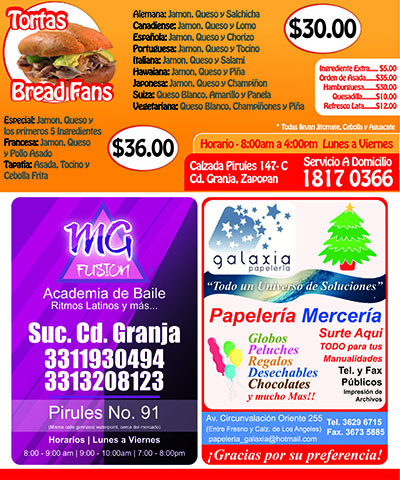 Tortas
Bread Fans
Alemana: Jamon, Queso y Salchicha
Canadiense: Jamon, Queso y Lomo
Española: Jamon, Queso y Chorizo
Portuguesa: Jamon, Queso y Tocino
Italiana: Jamon, Queso y Salami
Hawaiana: Jamon, Queso y Piña
Japonesa: Jamon, Queso y Champiñon
Suiza: Queso Blanco, Amarillo y Panela
Vegetariana: Queso Blanco, Champiñones y Piña
$30.00
Ingrediente Extra..... $5.00
Orden de Asada..... $35.00
Hamburguesa..... $30.00
Quesadilla..... $10.00
Refresco Lata.....$12.00
* Todas llevan Jitomate, Cebolla y Aguacate
Especial: Jamon, Queso y
los primeros 5 Ingredientes
Francesa: Jamon, Queso
y Pollo Asado
Tapatia: Asada, Tocino y
Cebolla Frita
$36.00
Horario - 8:00am a 4:00pm Lunes a Viernes
Calzada Pirules 147- C
Cd. Granja, Zapopan
Servicio A Domicilio
1817 0366
MG
FUSION
Academia de Baile
Ritmos Latinos y más...
Suc. Cd. Granja
3311930494
3313208123
Pirules No. 91
(Misma calle gimnasio waterpoint, cerca del mercado)
Horarios | Lunes a Viernes
8:00 - 9:00 am | 9:00 - 10:00am | 7:00 - 8:00pm
galaxia
papelería
"Todo un Universo de Soluciones"
Papelería Mercería
Globos
Peluches
Regalos
Desechables
Chocolates
y mucho Mas!!
Surte Aqui
TODO para tus
Manualidades
Tel. y Fax
Públicos
Impresión de
Archivos
Av. Circunvalación Oriente 255
(Entre Fresno y Calz. de Los Angeles)
papeleria_galaxia@hotmail.com
Tel. 3629 6715
Fax. 3673 5885
¡Gracias por su preferencia!